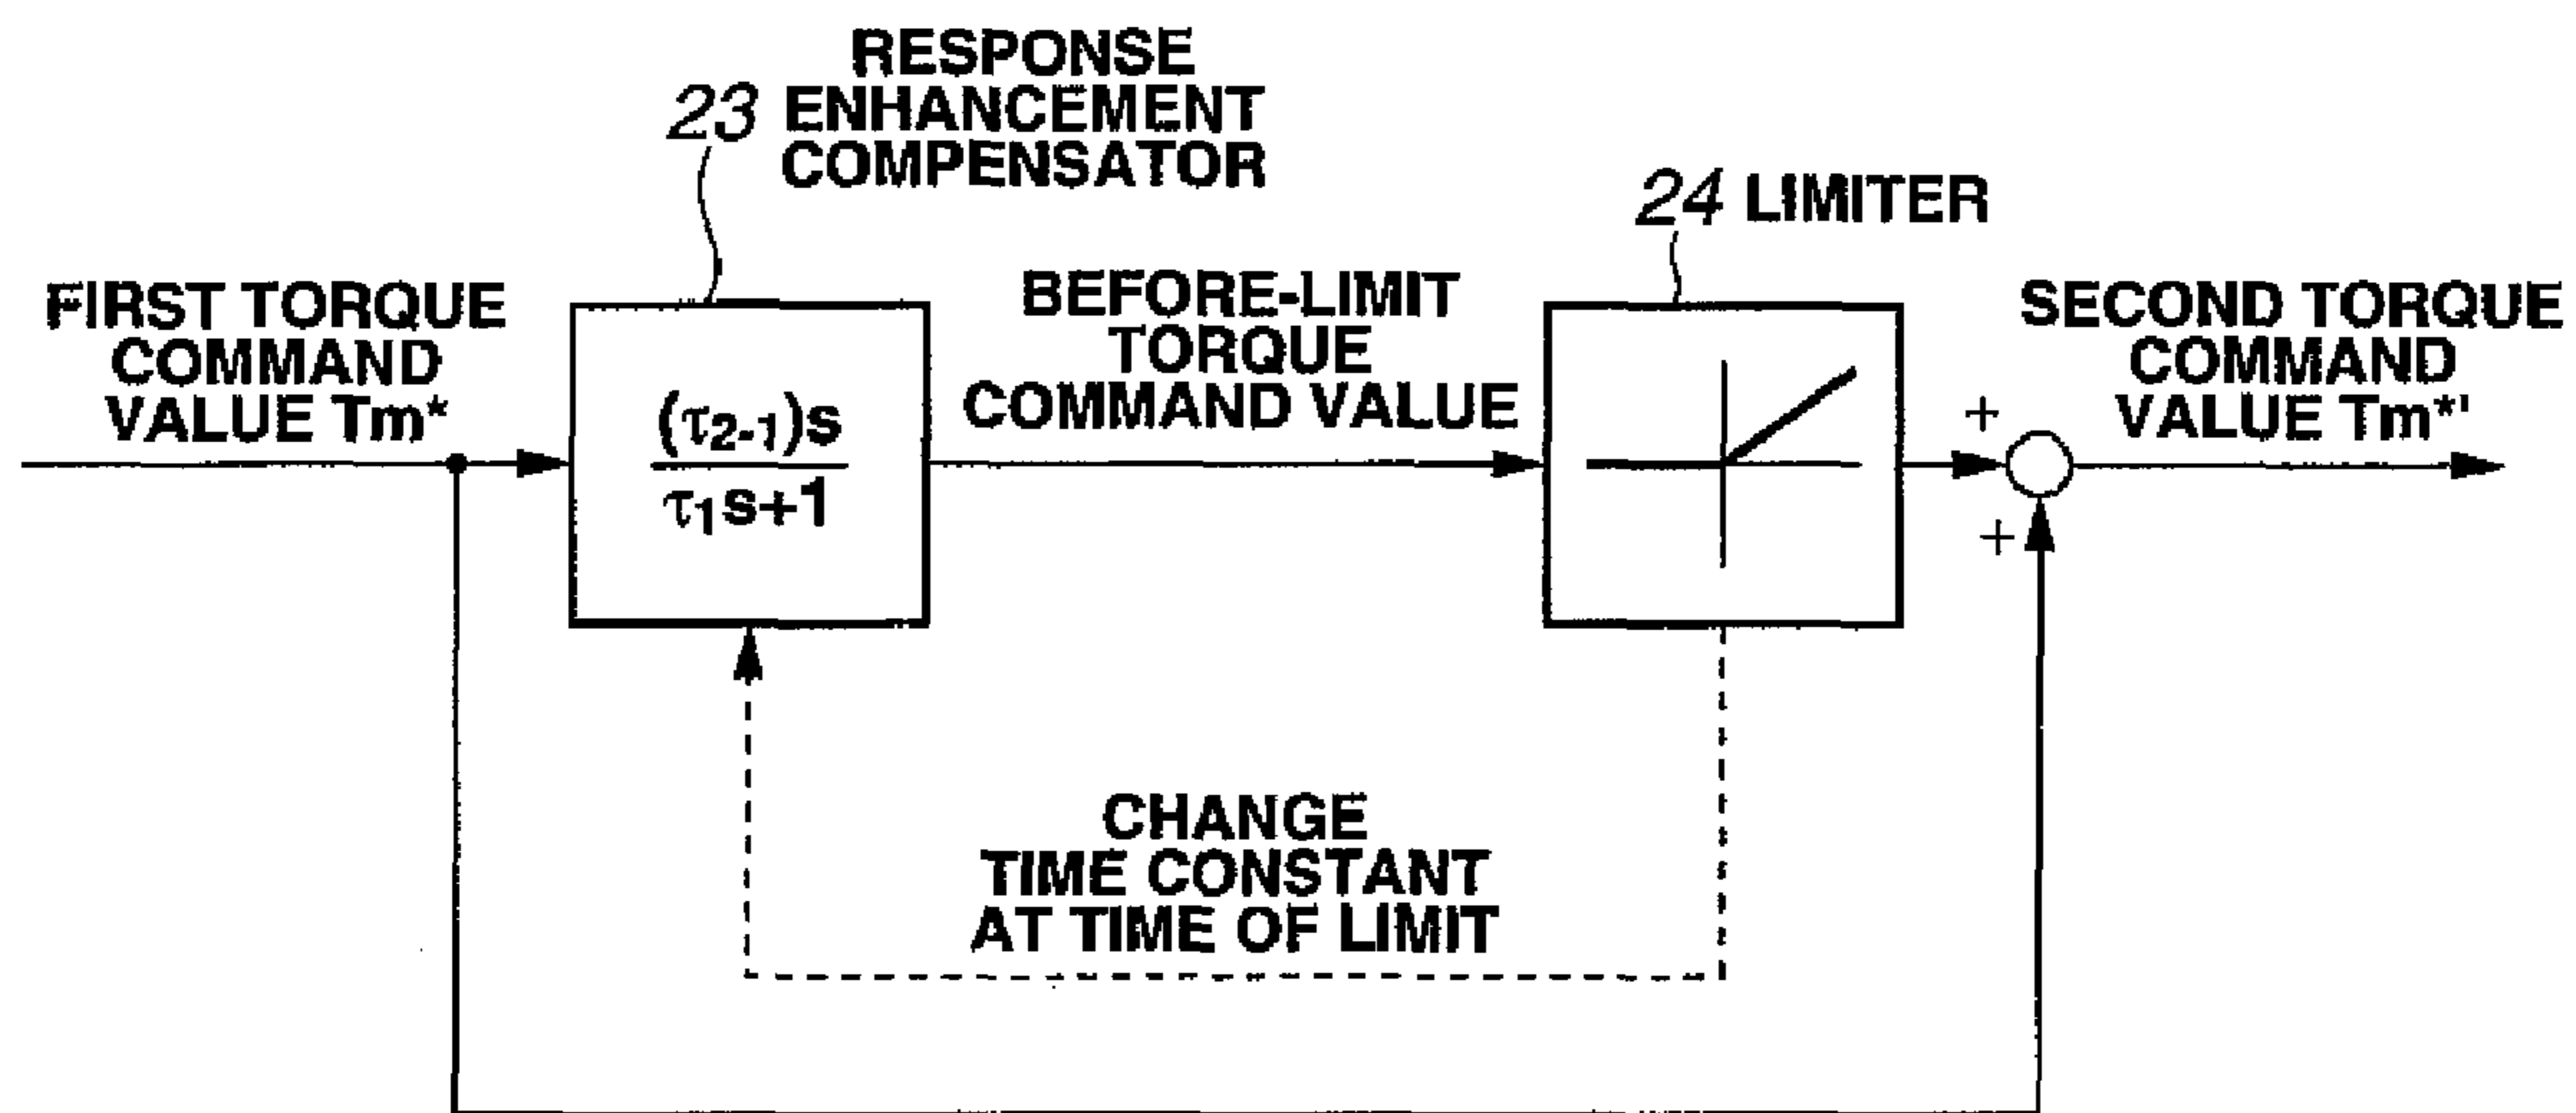 RESPONSE
23 ENHANCEMENT
COMPENSATOR
24 LIMITER
FIRST TORQUE
COMMAND
VALUE Tm*
(τ2-1)s
τ1s+1
BEFORE-LIMIT
TORQUE
COMMAND VALUE
+
+
SECOND TORQUE
COMMAND
VALUE Tm*'
CHANGE
TIME CONSTANT
AT TIME OF LIMIT